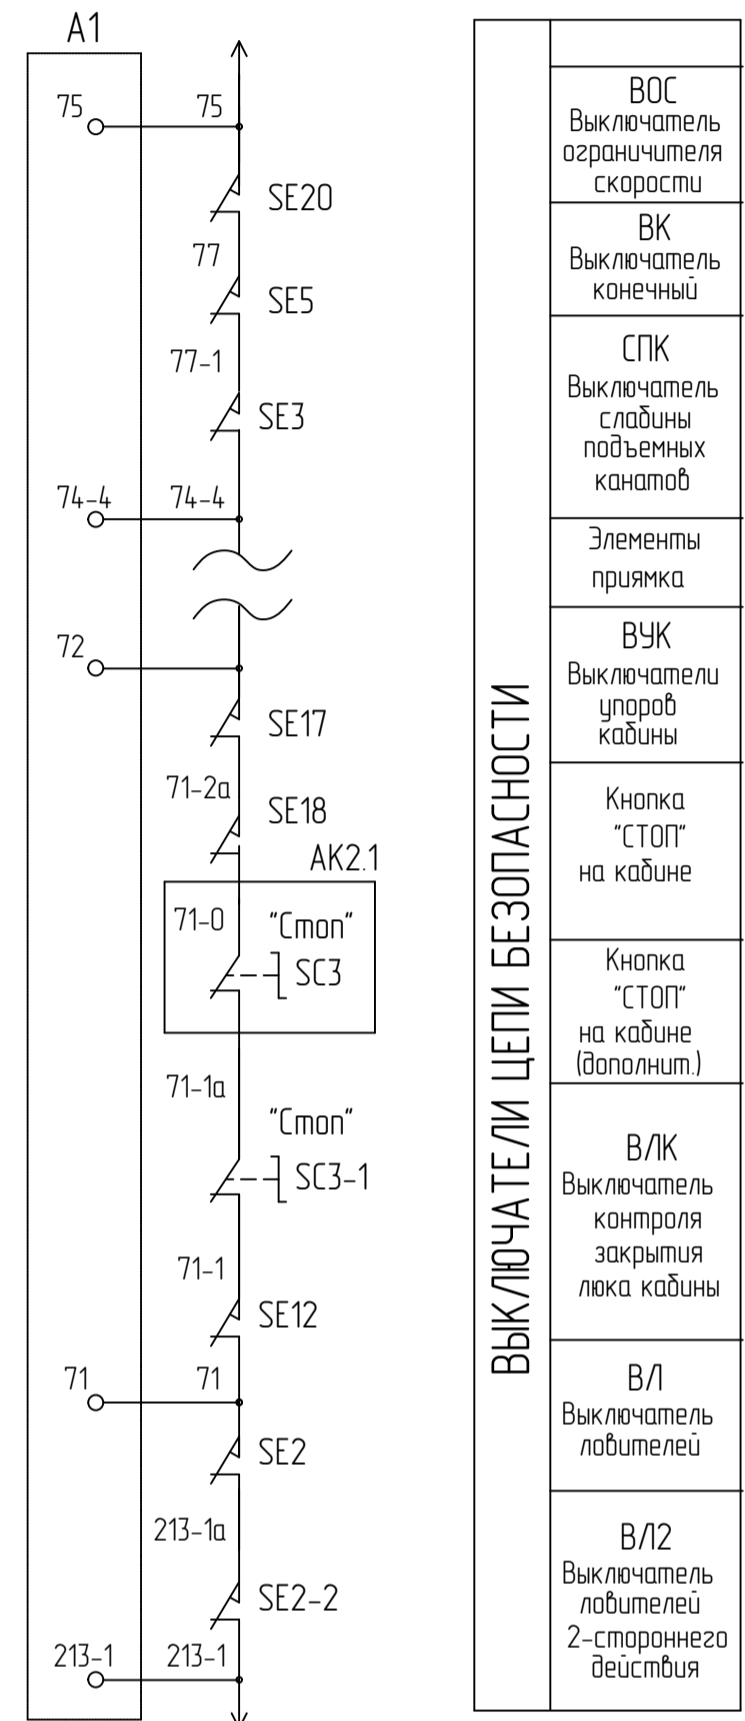 A1
75
75
SE20
77
SE5
77-1
SE3
74-4
74-4
72
SE17
71-2а
SE18
АК2.1
71-0
"Стоп"
SC3
71-1а
"Стоп"
SC3-1
71-1
SE12
71
71
SE2
213-1а
SE2-2
213-1
213-1
ВЫКЛЮЧАТЕЛИ ЦЕПИ БЕЗОПАСНОСТИ
ВОС
Выключатель
ограничителя
скорости
ВК
Выключатель
конечный
СПК
Выключатель
слабины
подъемных
канатов
Элементы
приямка
ВУК
Выключатели
упоров
кабины
Кнопка
"СТОП"
на кабине
Кнопка
"СТОП"
на кабине
(дополнит.)
ВЛК
Выключатель
контроля
закрытия
люка кабины
ВЛ
Выключатель
ловителей
ВЛ2
Выключатель
ловителей
2-стороннего
действия